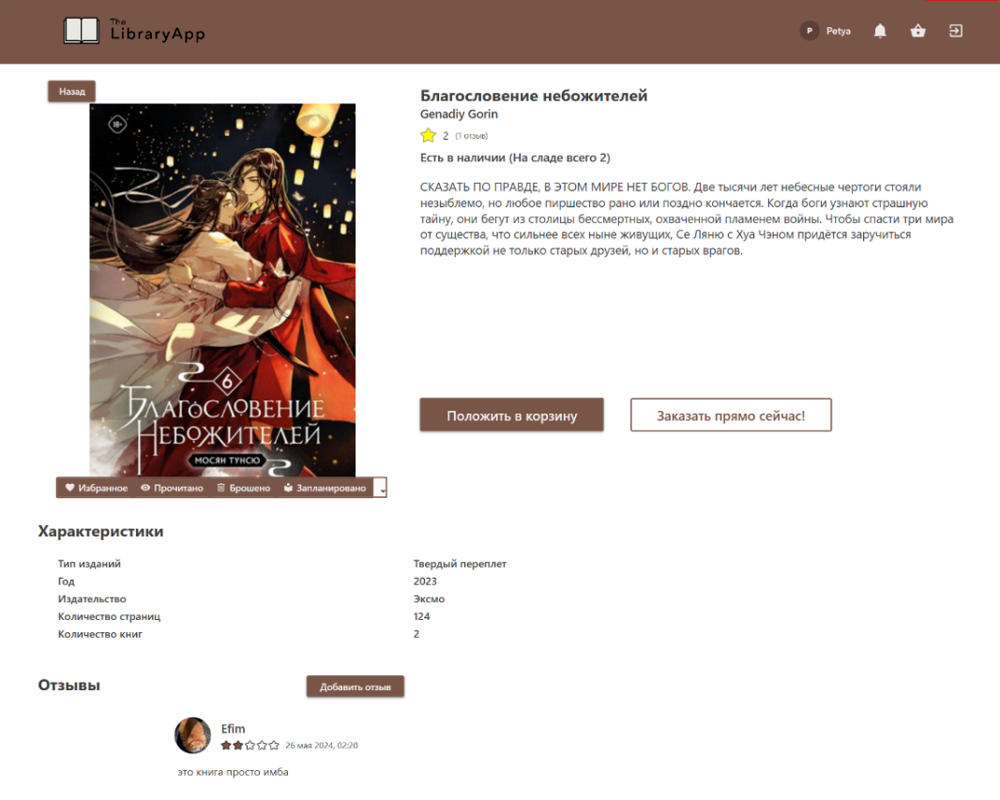 The
LibraryApp
P Petya
Назад
18+
6
Благословение
Небожителей
МОСЯН ТУНСЮ
Избранное Прочитано Брошено Запланировано
Благословение небожителей
Genadiy Gorin
2 (1 отзыв)
Есть в наличии (На сладе всего 2)
СКАЗАТЬ ПО ПРАВДЕ, В ЭТОМ МИРЕ НЕТ БОГОВ. Две тысячи лет небесные чертоги стояли
незыблемо, но любое пиршество рано или поздно кончается. Когда боги узнают страшную
тайну, они бегут из столицы бессмертных, охваченной пламенем войны. Чтобы спасти три мира
от существа, что сильнее всех ныне живущих, Се Ляню с Хуа Чэном придётся заручиться
поддержкой не только старых друзей, но и старых врагов.
Положить в корзину Заказать прямо сейчас!
Характеристики
Тип изданий Твердый переплет
Год 2023
Издательство Эксмо
Количество страниц 124
Количество книг 2
Отзывы Добавить отзыв
Efim
26 мая 2024, 02:20
это книга просто имба